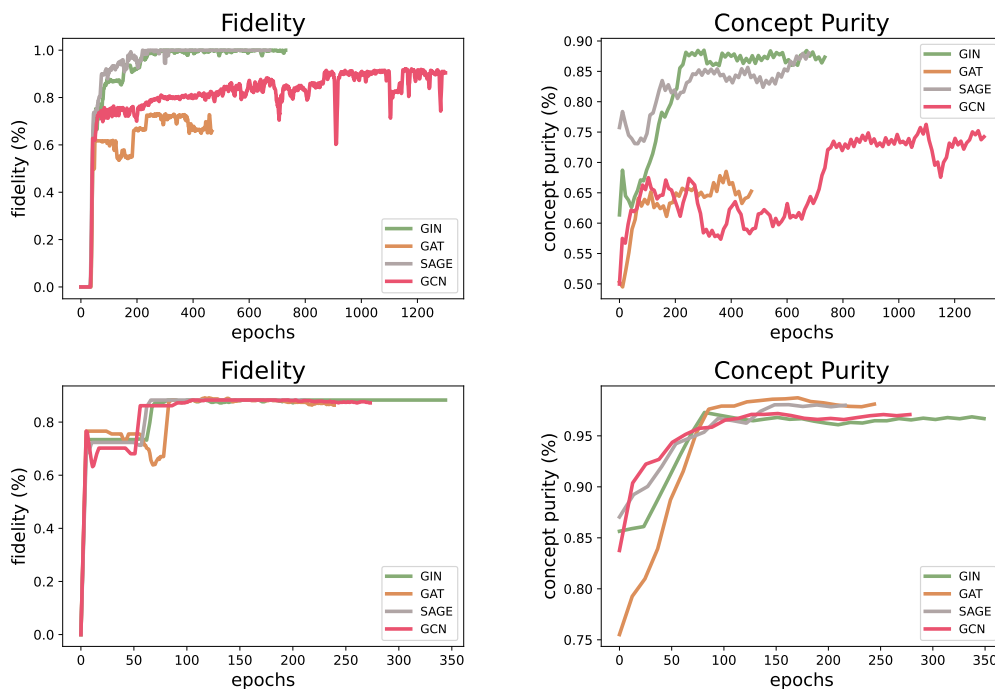 Fidelity
1.0
0.8
0.6
0.4
0.2
0.0
fidelity (%)
0 200 400 600 800 1000 1200
epochs
GIN
GAT
SAGE
GCN
Concept Purity
0.90
0.85
0.80
0.75
0.70
0.65
0.60
0.55
0.50
concept purity (%)
0 200 400 600 800 1000 1200
epochs
GIN
GAT
SAGE
GCN
Fidelity
0.8
0.6
0.4
0.2
0.0
fidelity (%)
0 50 100 150 200 250 300 350
epochs
GIN
GAT
SAGE
GCN
Concept Purity
0.95
0.90
0.85
0.80
0.75
concept purity (%)
0 50 100 150 200 250 300 350
epochs
GIN
GAT
SAGE
GCN